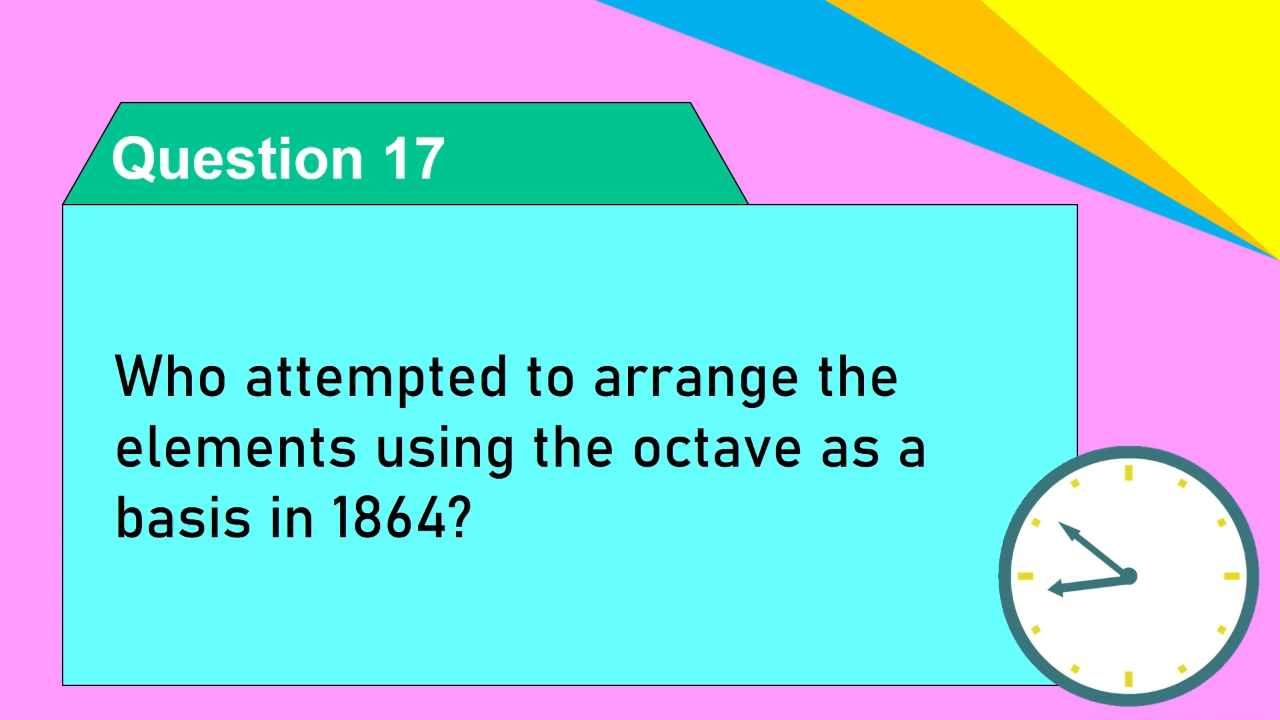 Question 17
Who attempted to arrange the
elements using the octave as a
basis in 1864?